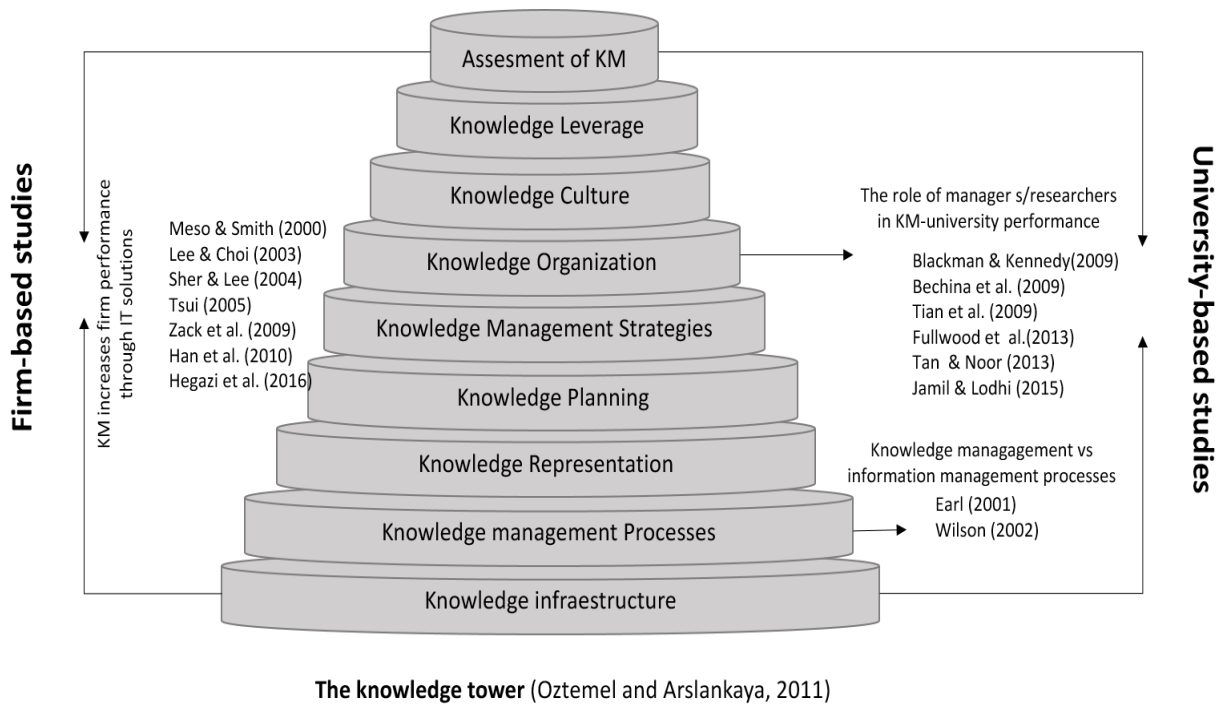 Assesment of KM
Knowledge Leverage
Knowledge Culture
Knowledge Organization
Knowledge Management Strategies
Knowledge Planning
Knowledge Representation
Knowledge management Processes
Knowledge infraestructure
Firm-based studies
KM increases firm performance
through IT solutions
Meso & Smith (2000)
Lee & Choi (2003)
Sher & Lee (2004)
Tsui (2005)
Zack et al. (2009)
Han et al. (2010)
Hegazi et al. (2016)
The role of manager s/researchers
in KM-university performance
Blackman & Kennedy(2009)
Bechina et al. (2009)
Tian et al. (2009)
Fullwood et  al.(2013)
Tan  & Noor (2013)
Jamil & Lodhi (2015)
Knowledge managagement vs
information management processes
Earl (2001)
Wilson (2002)
University-based studies
The knowledge tower (Oztemel and Arslankaya, 2011)